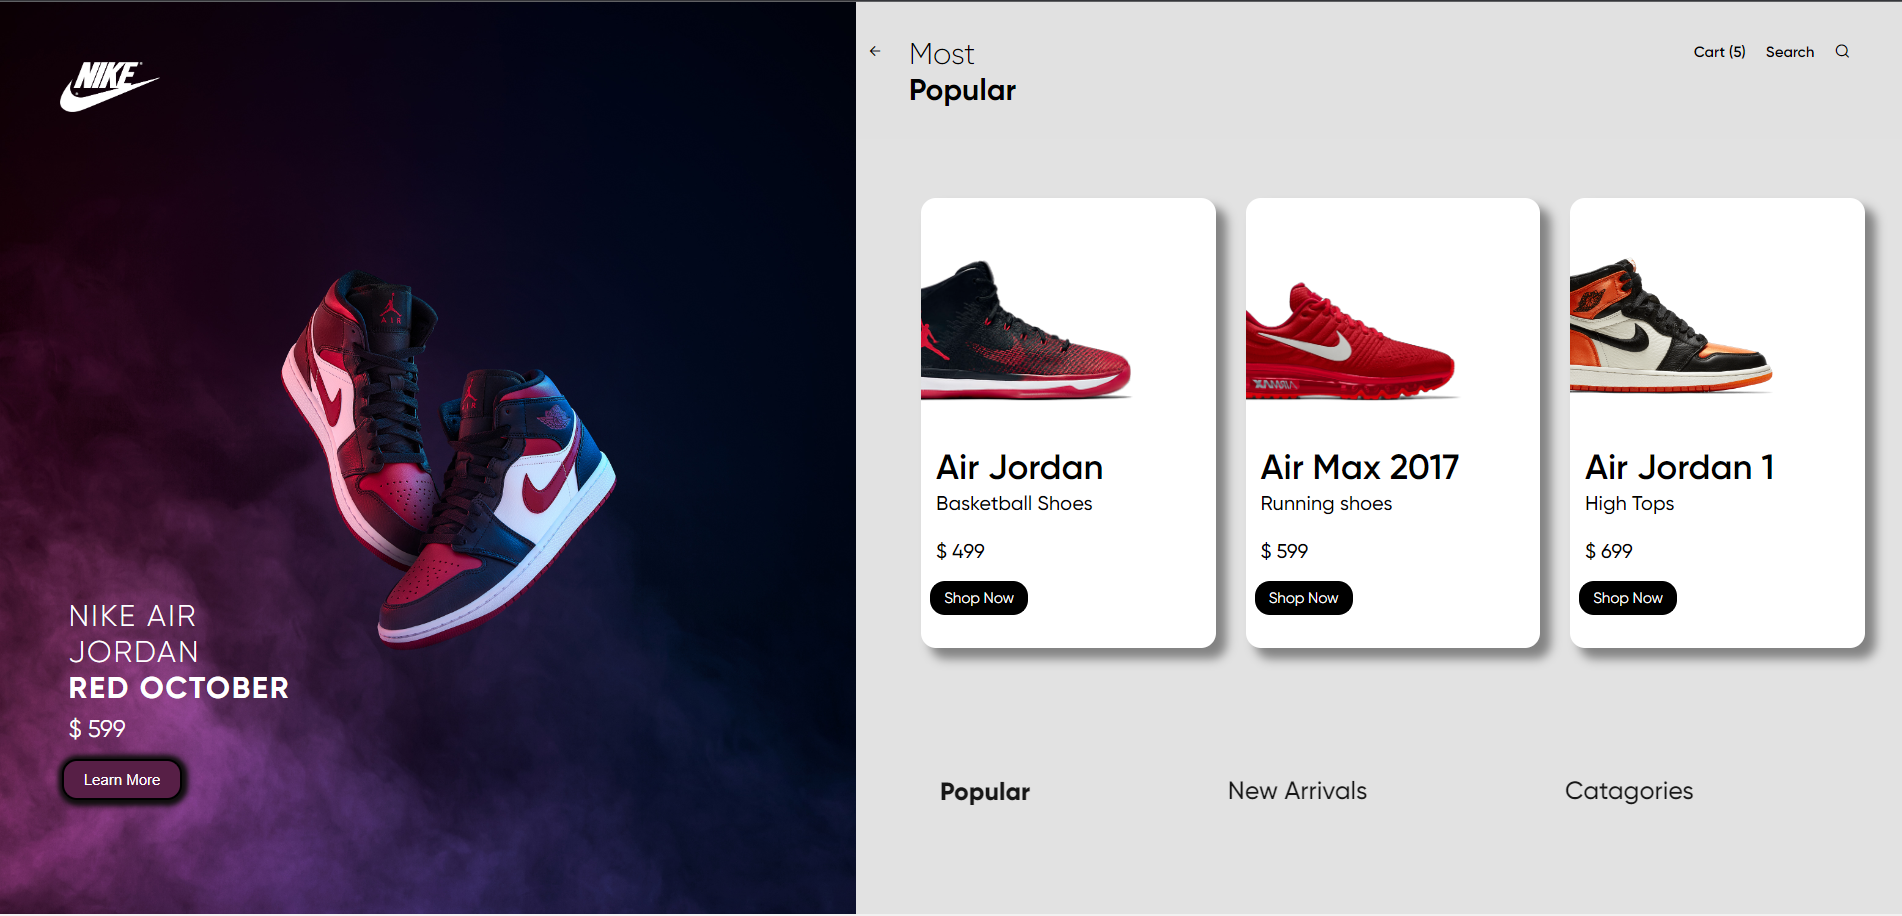 NIKE
AIR
NIKE AIR
JORDAN
RED OCTOBER
$ 599
Learn More
Most
Popular
Cart (5)
Search
Air Jordan
Basketball Shoes
$ 499
Shop Now
Air Max 2017
Running shoes
$ 599
Shop Now
Air Jordan 1
High Tops
$ 699
Shop Now
Popular
New Arrivals
Catagories